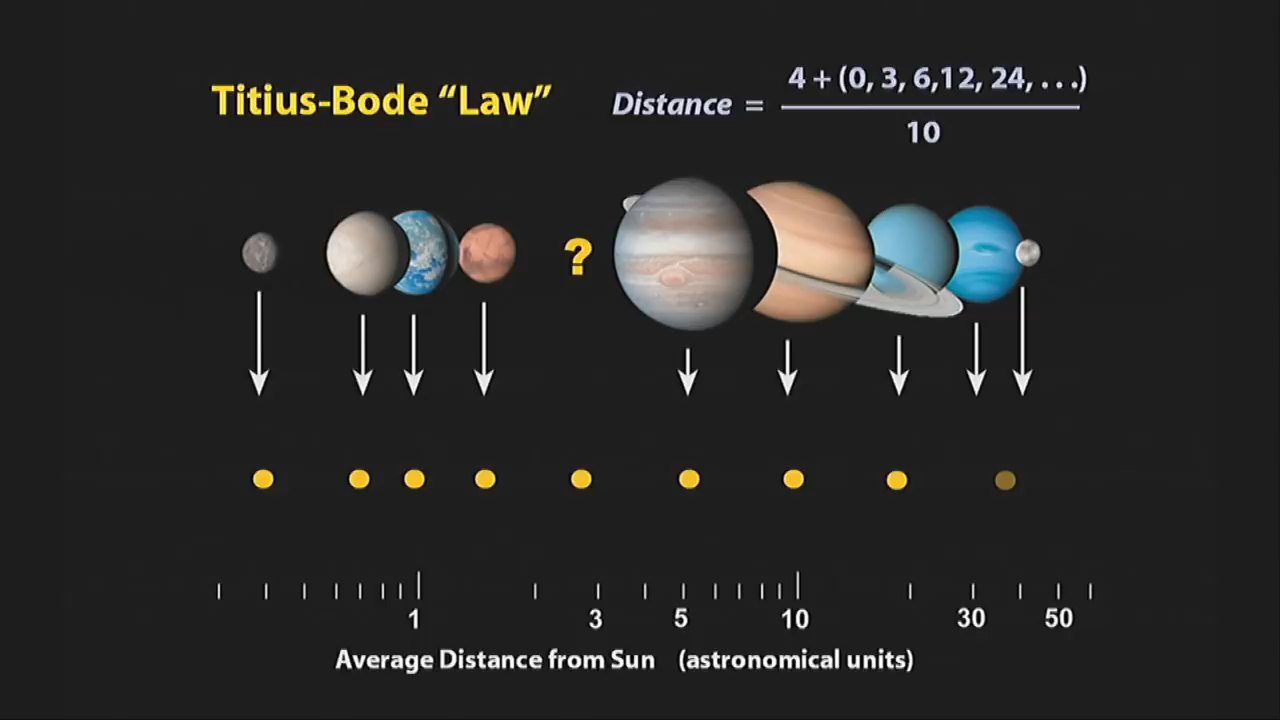 Titius-Bode “Law”
Distance = 4 + (0, 3, 6,12, 24, . . .)
10
?
1 3 5 10 30 50
Average Distance from Sun (astronomical units)